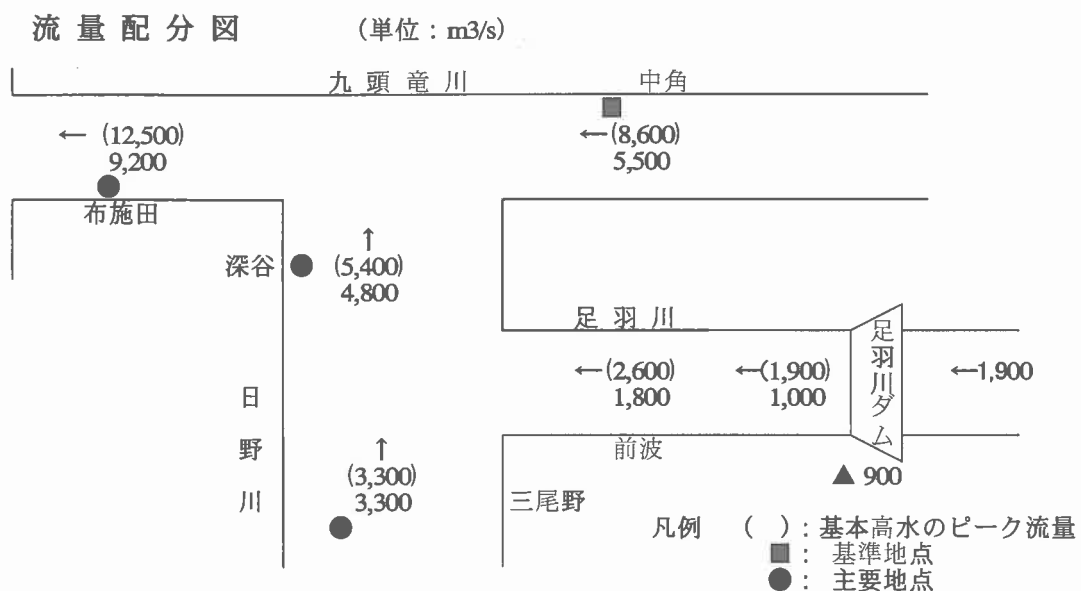 流量配分図 (単位：m3/s)
九頭竜川 中角
←(12,500)
9,200
←(8,600)
5,500
布施田
深谷
↑
(5,400)
4,800
足羽川
足羽川ダム
←(2,600)
1,800
←(1,900)
1,000
←1,900
日野川
↑
(3,300)
3,300
前波
三尾野
▲ 900
凡例 ( )：基本高水のピーク流量
■： 基準地点
●： 主要地点